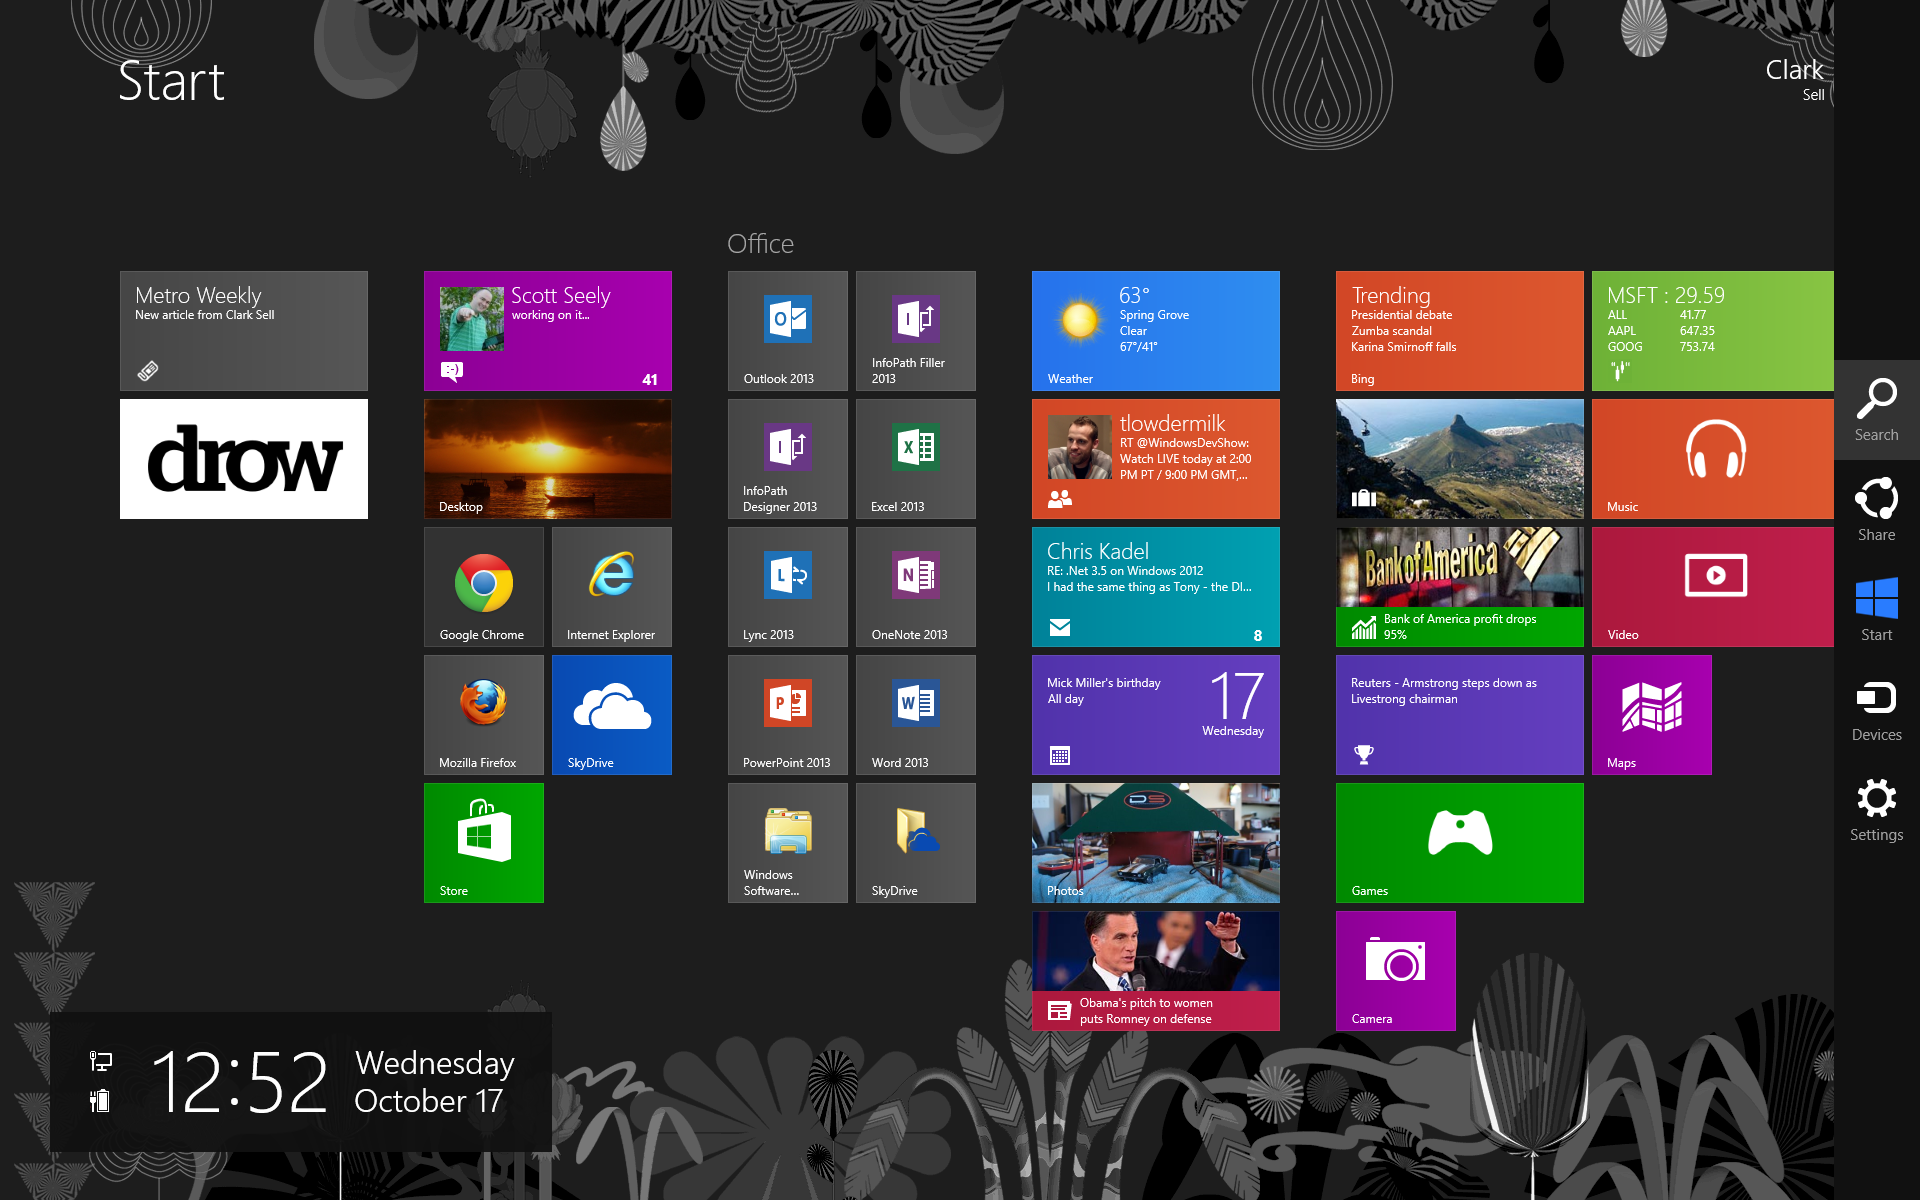 Start
Clark
Sell
Office
Metro Weekly
New article from Clark Sell
drow
Scott Seely
working on it...
41
Desktop
Google Chrome
Internet Explorer
Mozilla Firefox
SkyDrive
Store
Outlook 2013
InfoPath Filler
2013
InfoPath
Designer 2013
Excel 2013
Lync 2013
OneNote 2013
PowerPoint 2013
Word 2013
Windows
Software...
SkyDrive
63°
Spring Grove
Clear
67°/41°
Weather
tlowdermilk
RT @WindowsDevShow:
Watch LIVE today at 2:00
PM PT / 9:00 PM GMT,...
Chris Kadel
RE: .Net 3.5 on Windows 2012
I had the same thing as Tony - the DI...
8
Mick Miller's birthday
All day
17
Wednesday
DS
Photos
Obama's pitch to women
puts Romney on defense
Trending
Presidential debate
Zumba scandal
Karina Smirnoff falls
Bing
Bank of America
Bank of America profit drops
95%
Reuters - Armstrong steps down as
Livestrong chairman
Games
Camera
MSFT : 29.59
ALL 41.77
AAPL 647.35
GOOG 753.74
Music
Video
Maps
Search
Share
Start
Devices
Settings
12:52
Wednesday
October 17